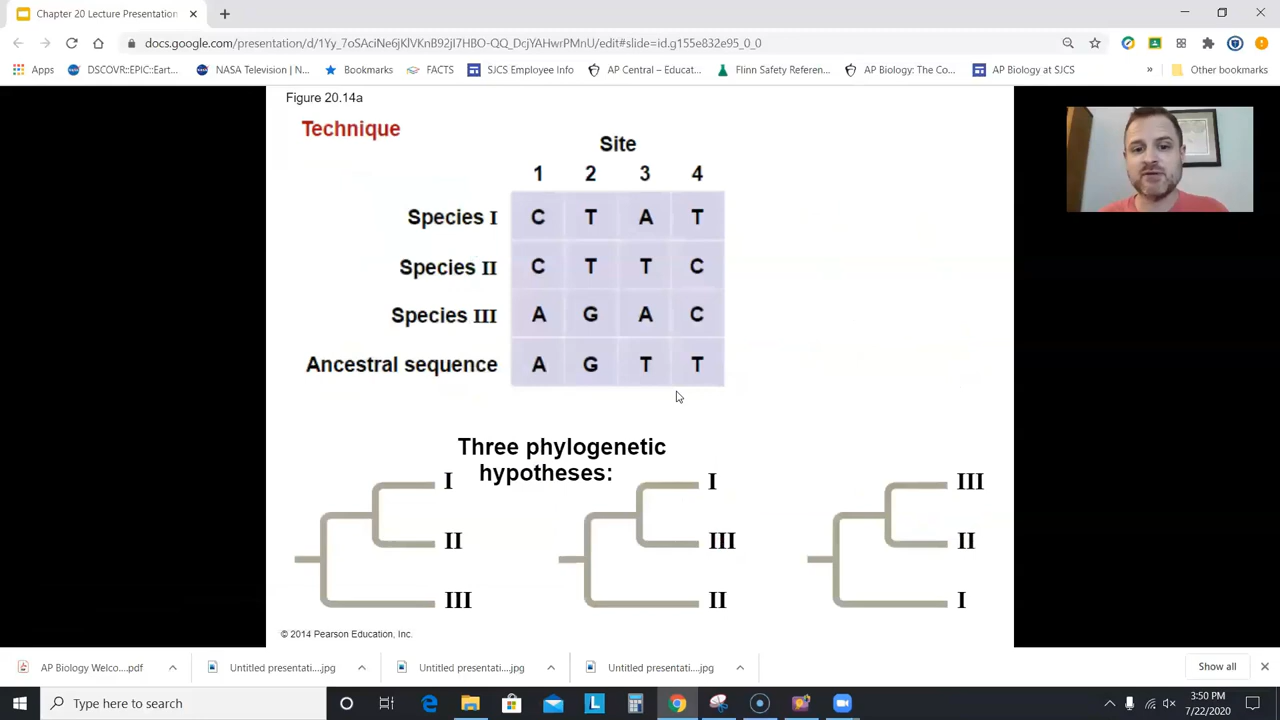 Chapter 20 Lecture Presentation
docs.google.com/presentation/d/1Yy_7oSAciNe6jKlVKnB92iI7HBO-QQ_DcjYAHwrPMnU/edit#slide=id.g155e832e95_0_0
Apps DSCOVR::EPIC::Eart... NASA Television | N... Bookmarks FACTS SJCS Employee Info AP Central – Educat... Flinn Safety Referen... AP Biology: The Co... AP Biology at SJCS » Other bookmarks
Figure 20.14a
Technique
Site
1 2 3 4
Species I C T A T
Species II C T T C
Species III A G A C
Ancestral sequence A G T T
Three phylogenetic
hypotheses:
I I III
II III II
III II I
© 2014 Pearson Education, Inc.
AP Biology Welco....pdf Untitled presentati....jpg Untitled presentati....jpg Untitled presentati....jpg Show all
Type here to search
3:50 PM
7/22/2020